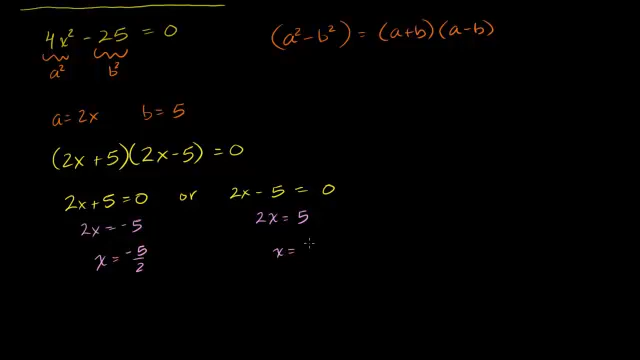 4x² - 25 = 0
(a² - b²) = (a+b)(a-b)
a² b²
a = 2x b = 5
(2x + 5)(2x - 5) = 0
2x + 5 = 0 or 2x - 5 = 0
2x = -5 2x = 5
x = -5/2 x =